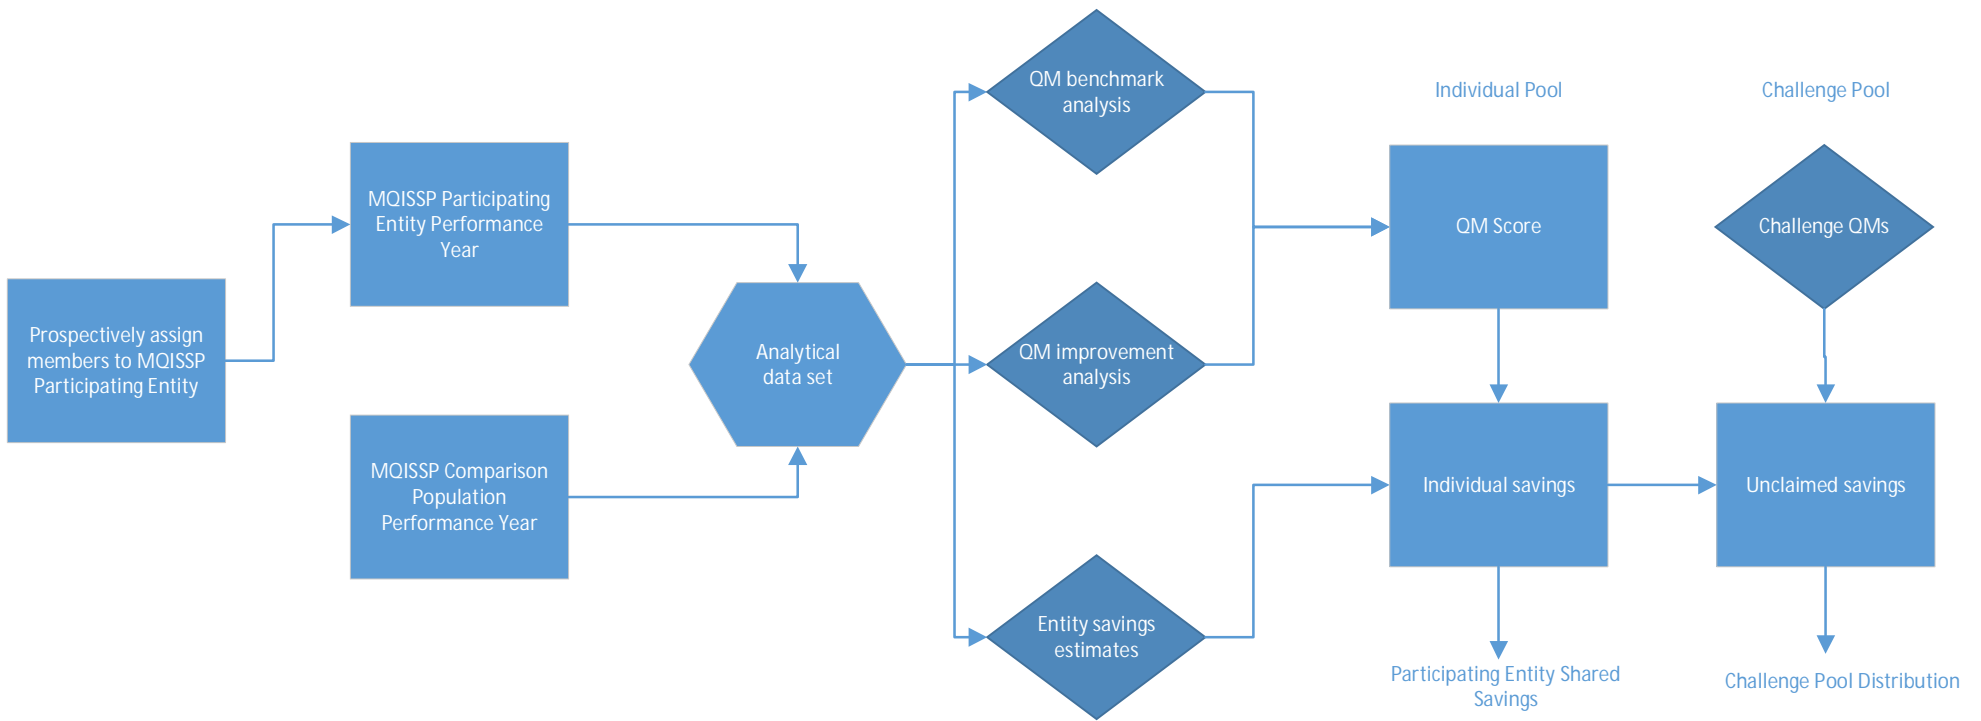 Prospectively assign
members to MQISSP
Participating Entity
MQISSP Participating
Entity Performance
Year
MQISSP Comparison
Population
Performance Year
Analytical
data set
QM benchmark
analysis
QM improvement
analysis
Entity savings
estimates
Individual Pool
QM Score
Individual savings
Participating Entity Shared
Savings
Challenge Pool
Challenge QMs
Unclaimed savings
Challenge Pool Distribution